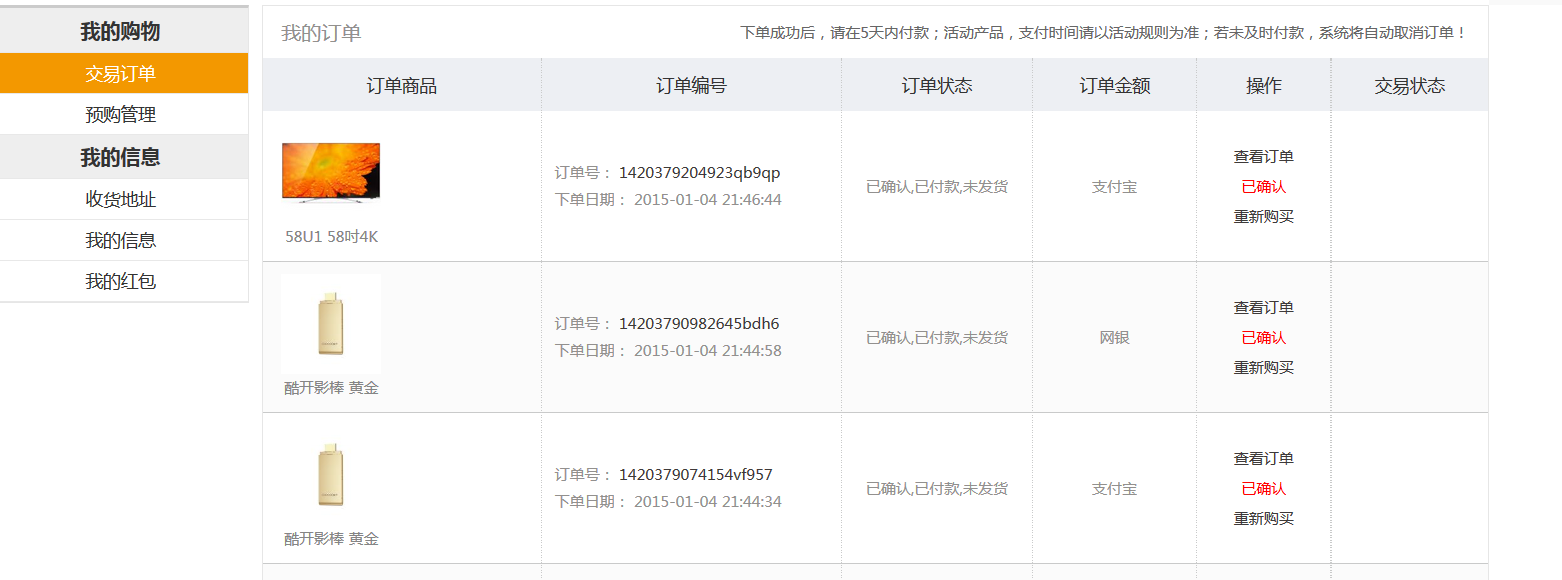 我的购物
交易订单
预购管理
我的信息
收货地址
我的信息
我的红包
我的订单
下单成功后，请在5天内付款；活动产品，支付时间请以活动规则为准；若未及时付款，系统将自动取消订单！
订单商品 订单编号 订单状态 订单金额 操作 交易状态
58U1 58吋4K
订单号： 1420379204923qb9qp
下单日期： 2015-01-04 21:46:44
已确认,已付款,未发货
支付宝
查看订单
已确认
重新购买
酷开影棒 黄金
订单号： 14203790982645bdh6
下单日期： 2015-01-04 21:44:58
已确认,已付款,未发货
网银
查看订单
已确认
重新购买
酷开影棒 黄金
订单号： 1420379074154vf957
下单日期： 2015-01-04 21:44:34
已确认,已付款,未发货
支付宝
查看订单
已确认
重新购买